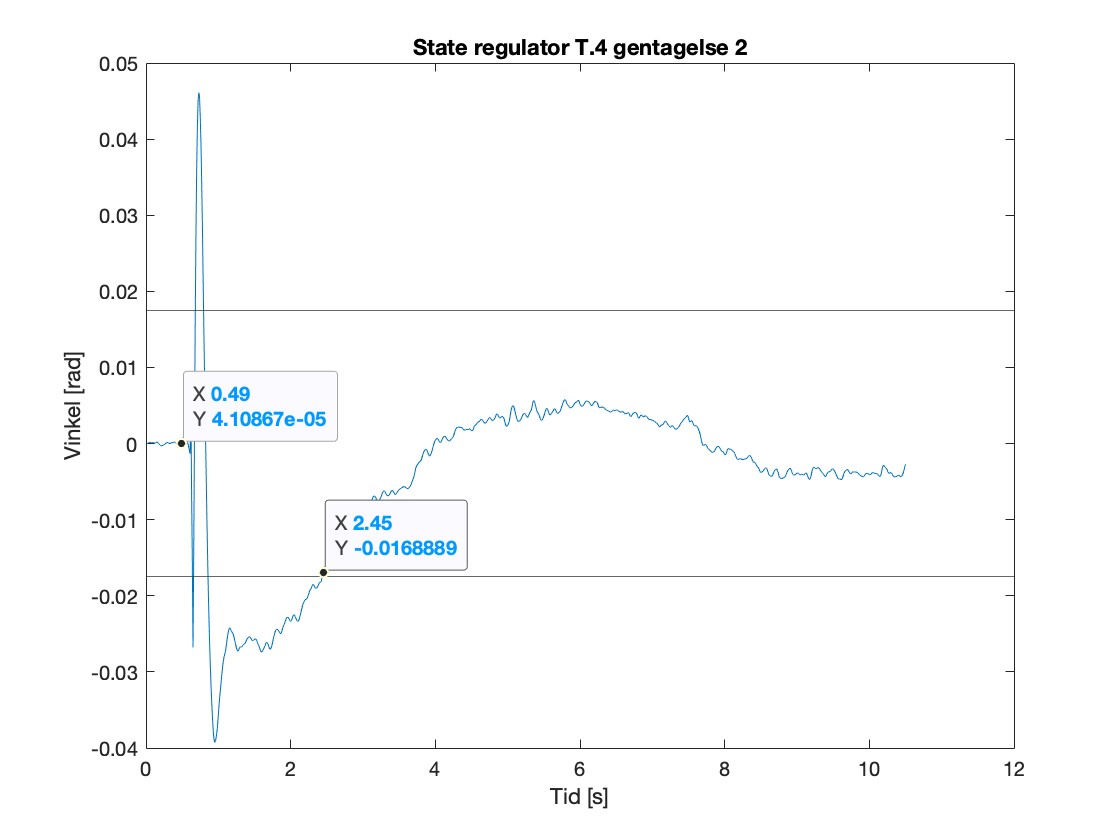 State regulator T.4 gentagelse 2
0.05
0.04
0.03
0.02
0.01
0
-0.01
-0.02
-0.03
-0.04
Vinkel [rad]
X 0.49
Y 4.10867e-05
X 2.45
Y -0.0168889
0 2 4 6 8 10 12
Tid [s]